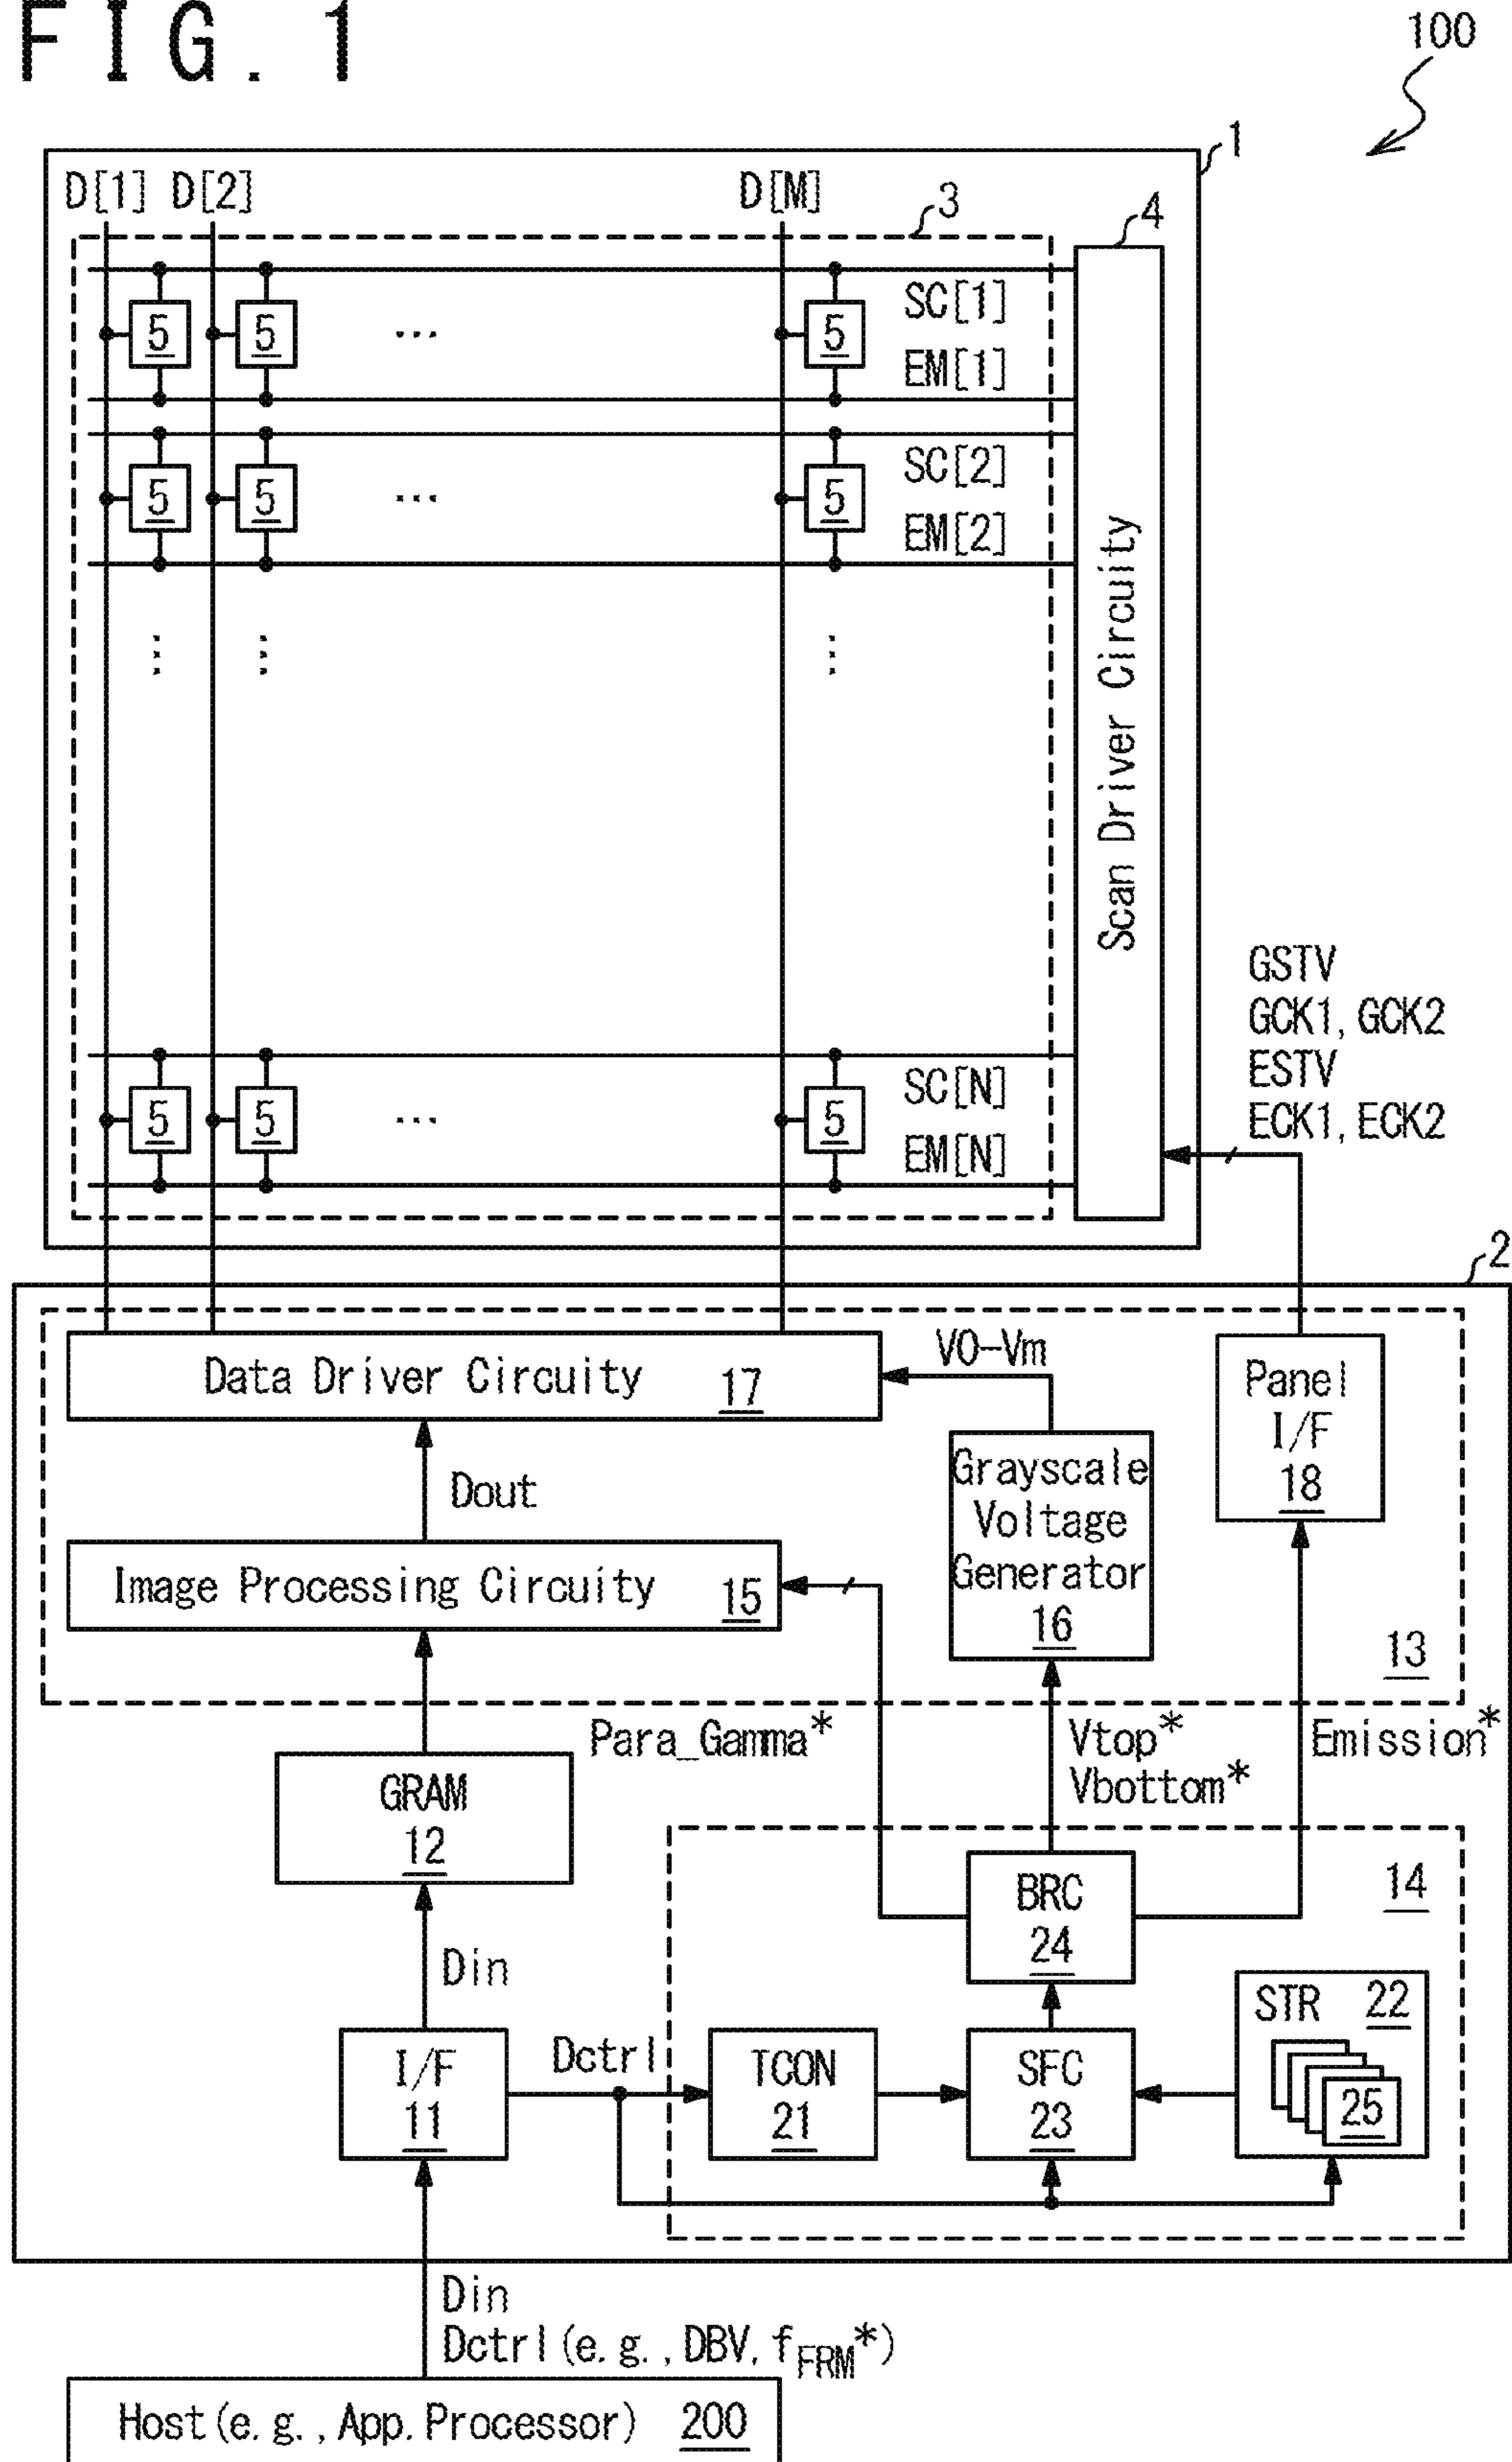 FIG. 1
100
1
D[1] D[2] D[M]
3
4
5 5 ... 5 SC[1]
EM[1]
5 5 ... 5 SC[2]
EM[2]
... ... ...
Scan Driver Circuity
GSTV
GCK1, GCK2
ESTV
ECK1, ECK2
5 5 ... 5 SC[N]
EM[N]
2
Data Driver Circuity 17
V0-Vm
Panel
I/F
18
Dout
Grayscale
Voltage
Generator
16
Image Processing Circuity 15
13
Para_Gamma*
Vtop*
Vbottom*
Emission*
GRAM
12
14
BRC
24
Din
STR 22
25
I/F
11
Dctrl
TCON
21
SFC
23
Din
Dctrl(e.g., DBV, fFRM*)
Host(e.g., App. Processor) 200